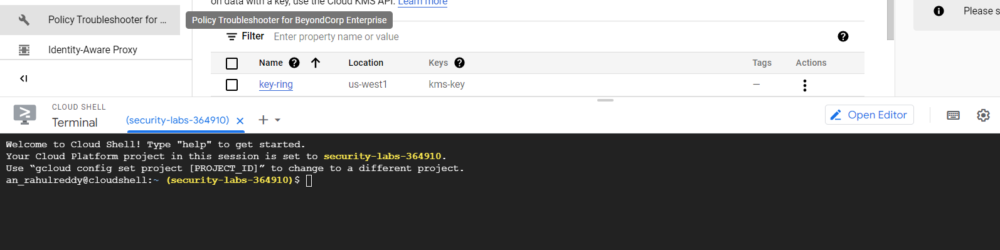 on data with a key, use the Cloud KMS API. Learn more
Please s
Policy Troubleshooter for ...
Policy Troubleshooter for BeyondCorp Enterprise
Filter Enter property name or value
Identity-Aware Proxy
Name Location Keys Tags Actions
key-ring us-west1 kms-key —
CLOUD SHELL
Terminal
(security-labs-364910)
Open Editor
Welcome to Cloud Shell! Type "help" to get started.
Your Cloud Platform project in this session is set to security-labs-364910.
Use “gcloud config set project [PROJECT_ID]” to change to a different project.
an_rahulreddy@cloudshell:~ (security-labs-364910)$